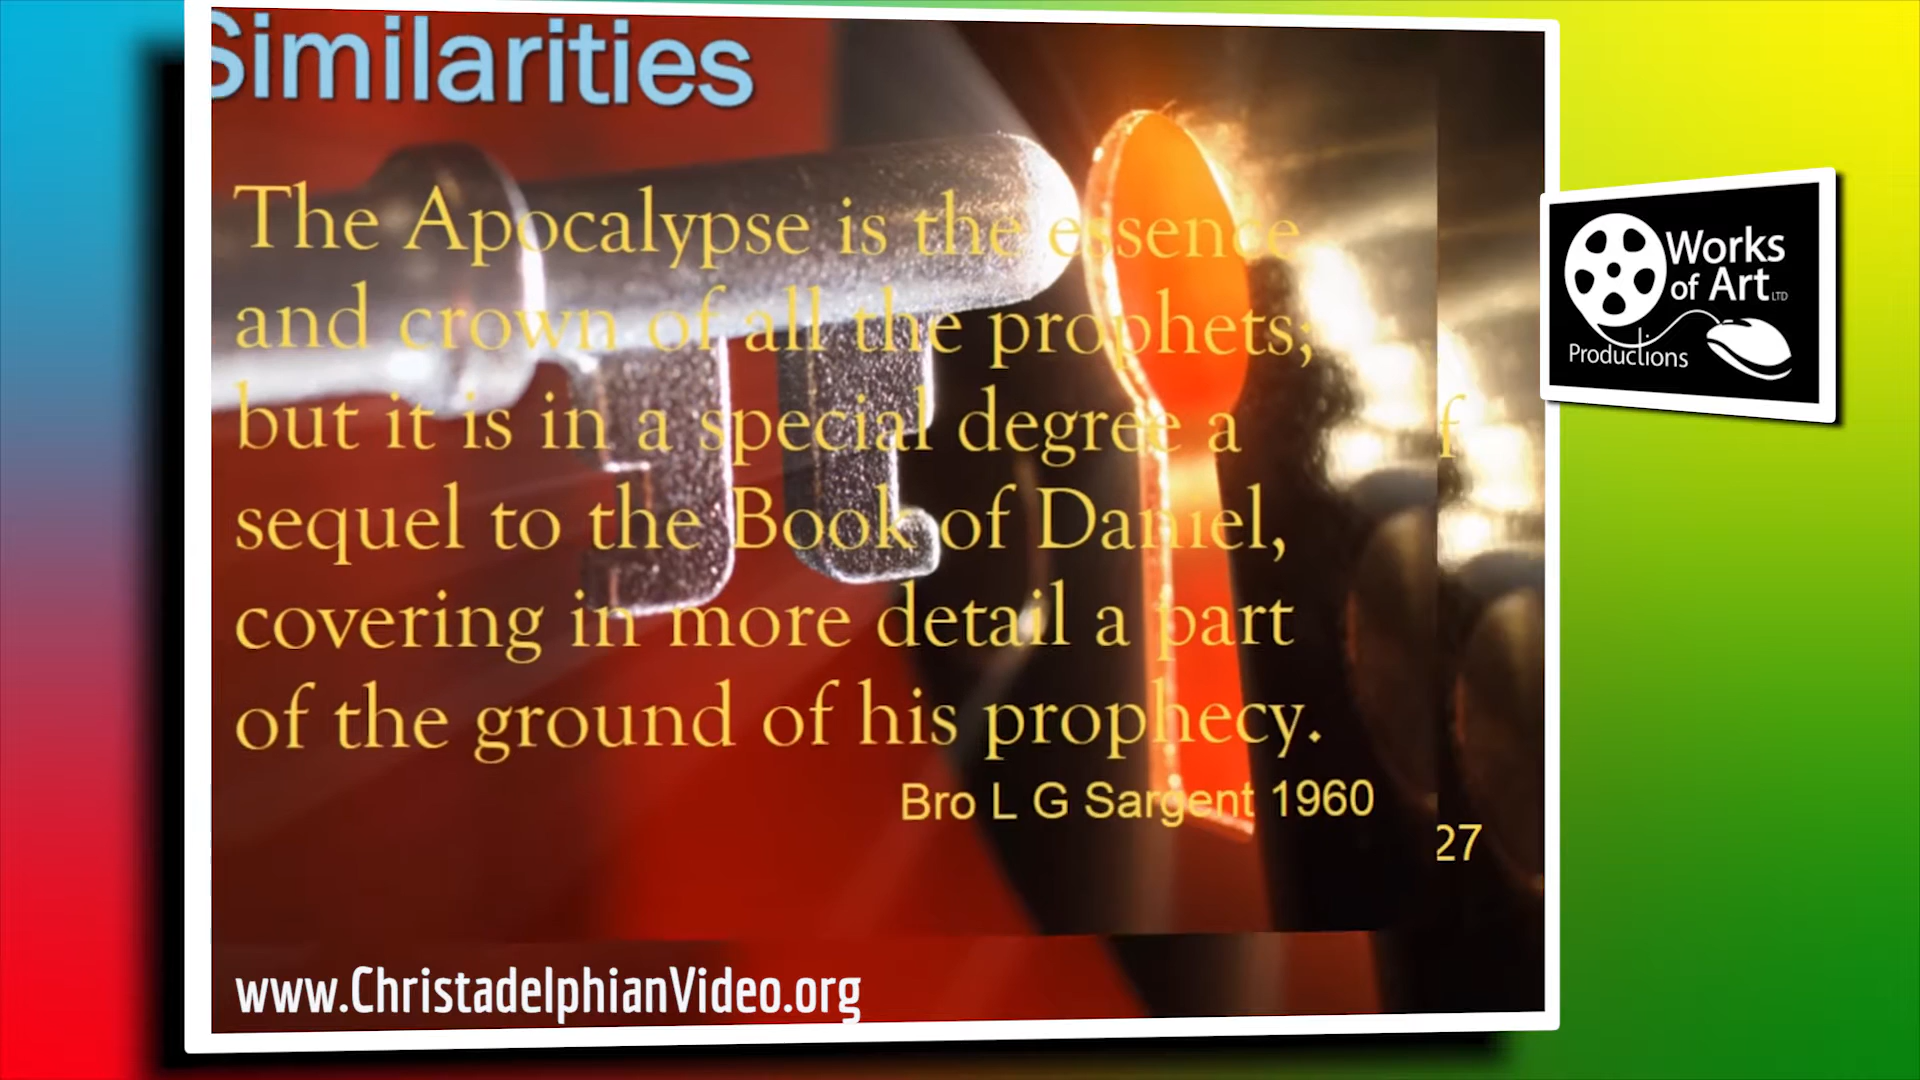 Similarities
The Apocalypse is the essence
and crown of all the prophets;
but it is in a special degree a
f
sequel to the Book of Daniel,
covering in more detail a part
of the ground of his prophecy.
Bro L G Sargent 1960
27
www.ChristadelphianVideo.org
Works
of Art LTD
Productions